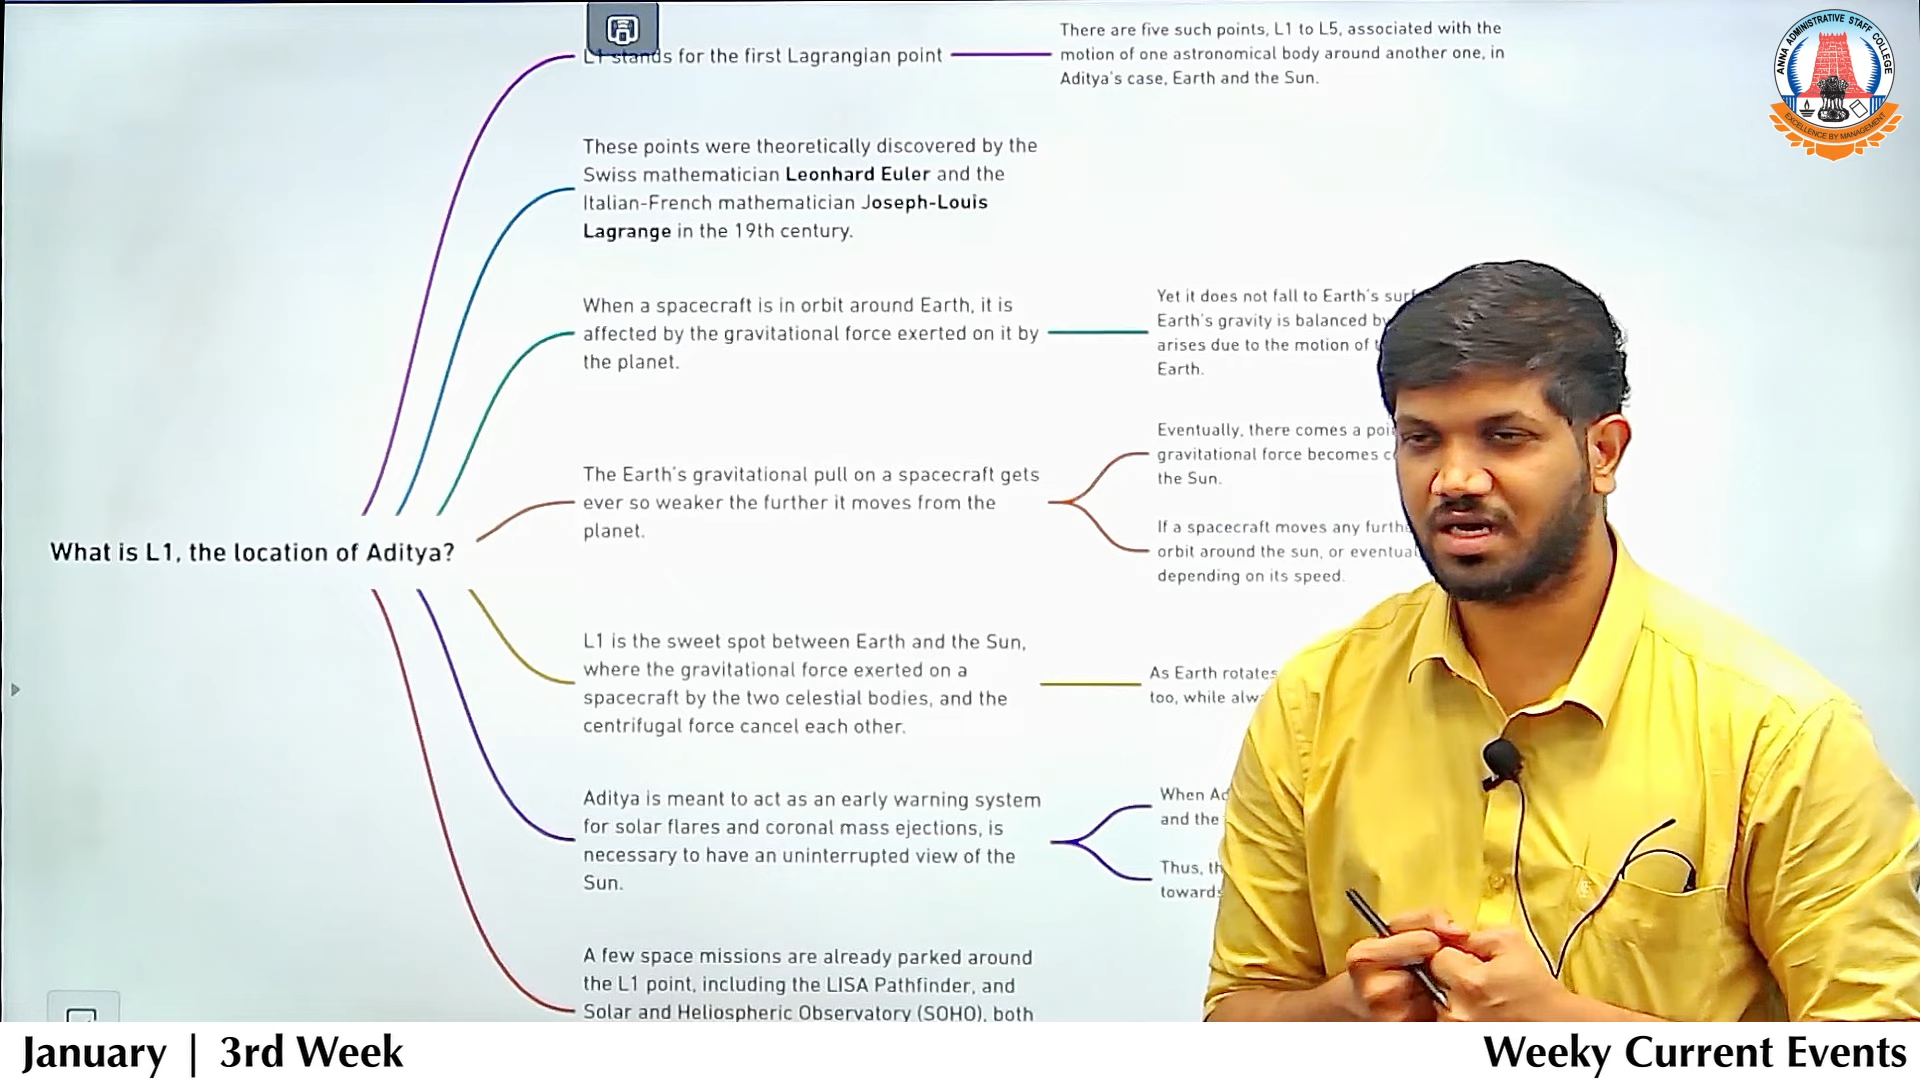 ANNA ADMINISTRATIVE STAFF COLLEGE
EXCELLENCE BY MANAGEMENT
L1 stands for the first Lagrangian point
There are five such points, L1 to L5, associated with the
motion of one astronomical body around another one, in
Aditya's case, Earth and the Sun.
These points were theoretically discovered by the
Swiss mathematician Leonhard Euler and the
Italian-French mathematician Joseph-Louis
Lagrange in the 19th century.
When a spacecraft is in orbit around Earth, it is
affected by the gravitational force exerted on it by
the planet.
Yet it does not fall to Earth's
Earth's gravity is balanced by
arises due to the motion of
Earth.
The Earth's gravitational pull on a spacecraft gets
ever so weaker the further it moves from the
planet.
Eventually, there comes a
gravitational force becomes
the Sun.
If a spacecraft moves any
orbit around the sun, or
depending on its speed.
What is L1, the location of Aditya?
L1 is the sweet spot between Earth and the Sun,
where the gravitational force exerted on a
spacecraft by the two celestial bodies, and the
centrifugal force cancel each other.
As Earth rotates
too, while
Aditya is meant to act as an early warning system
for solar flares and coronal mass ejections, is
necessary to have an uninterrupted view of the
Sun.
When
and the
Thus,
A few space missions are already parked around
the L1 point, including the LISA Pathfinder, and
Solar and Heliospheric Observatory (SOHO), both
January | 3rd Week
Weeky Current Events